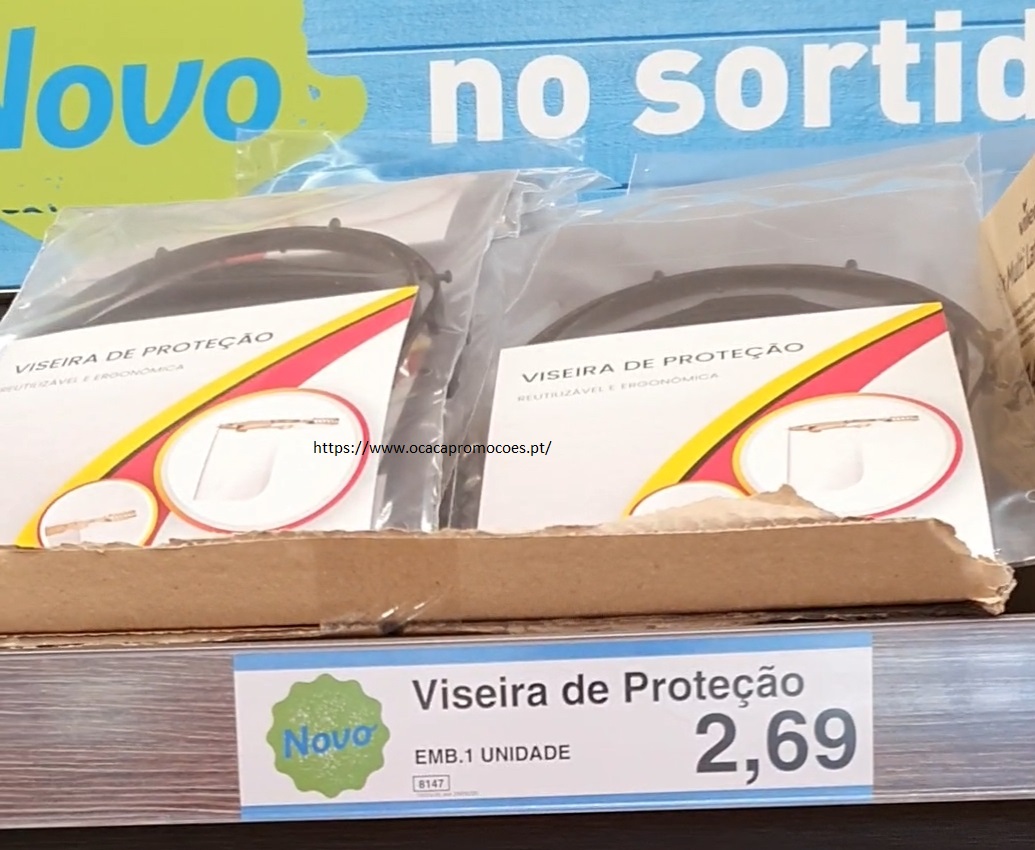 Novo
no sortid
VISEIRA DE PROTEÇÃO
REUTILIZÁVEL E ERGONÓMICA
VISEIRA DE PROTEÇÃO
REUTILIZÁVEL E ERGONÓMICA
https://www.ocacapromocoes.pt/
Viseira de Proteção
Novo
EMB.1 UNIDADE
2,69
8147